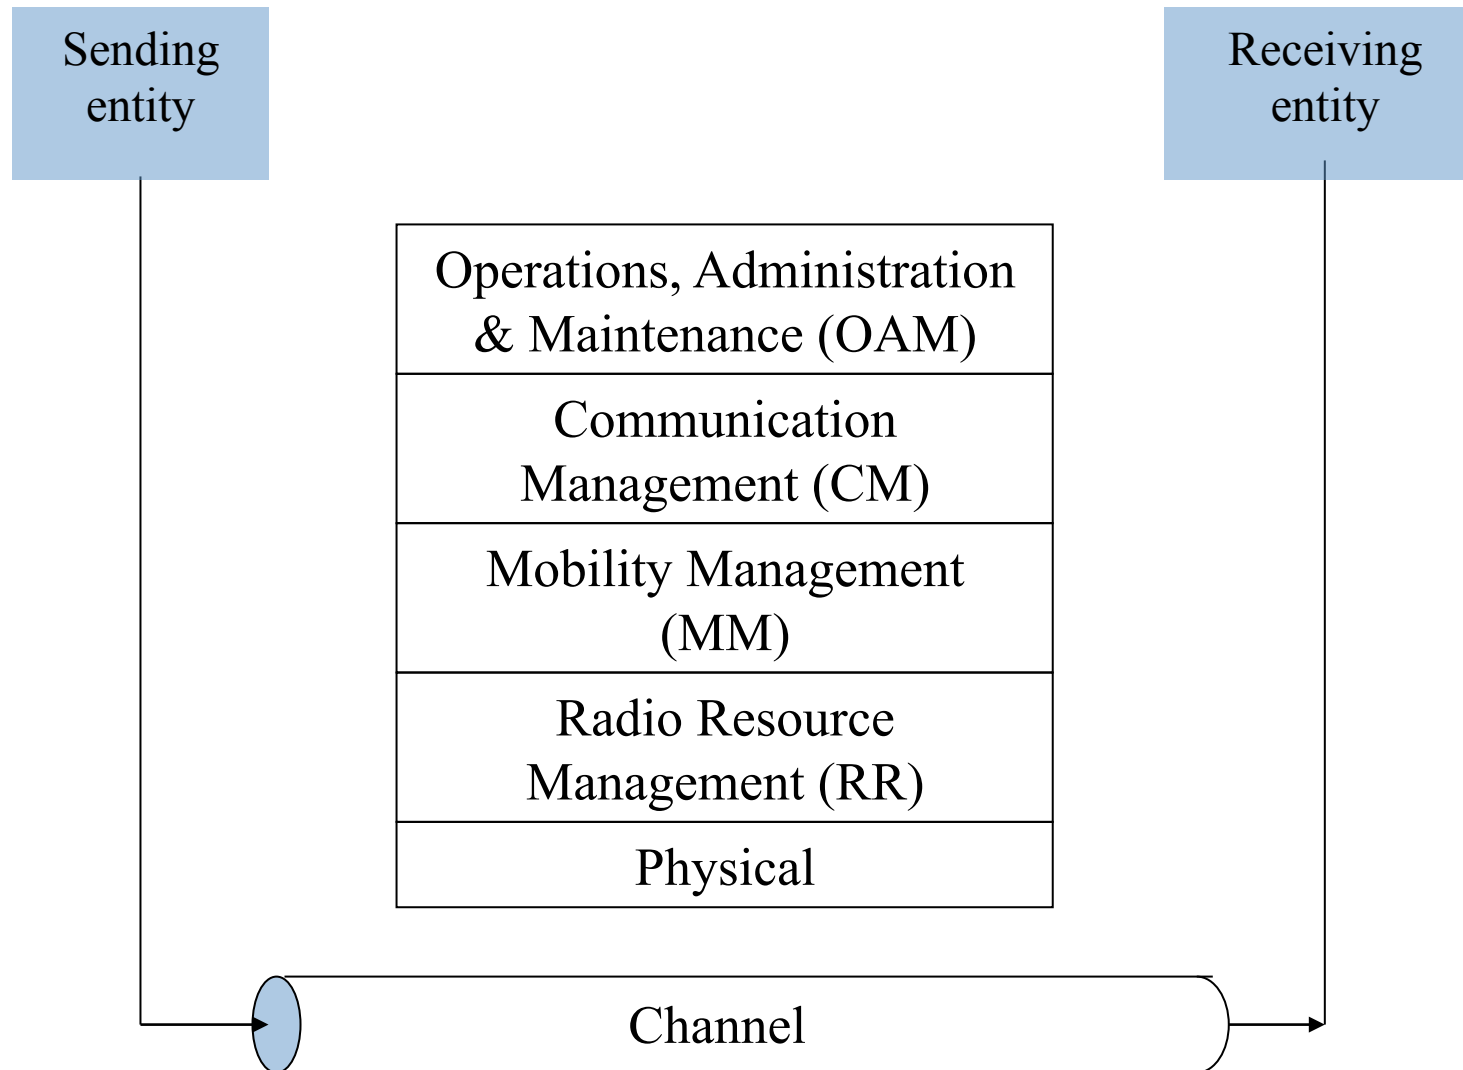 Sending
entity
Receiving
entity
Operations, Administration
& Maintenance (OAM)
Communication
Management (CM)
Mobility Management
(MM)
Radio Resource
Management (RR)
Physical
Channel